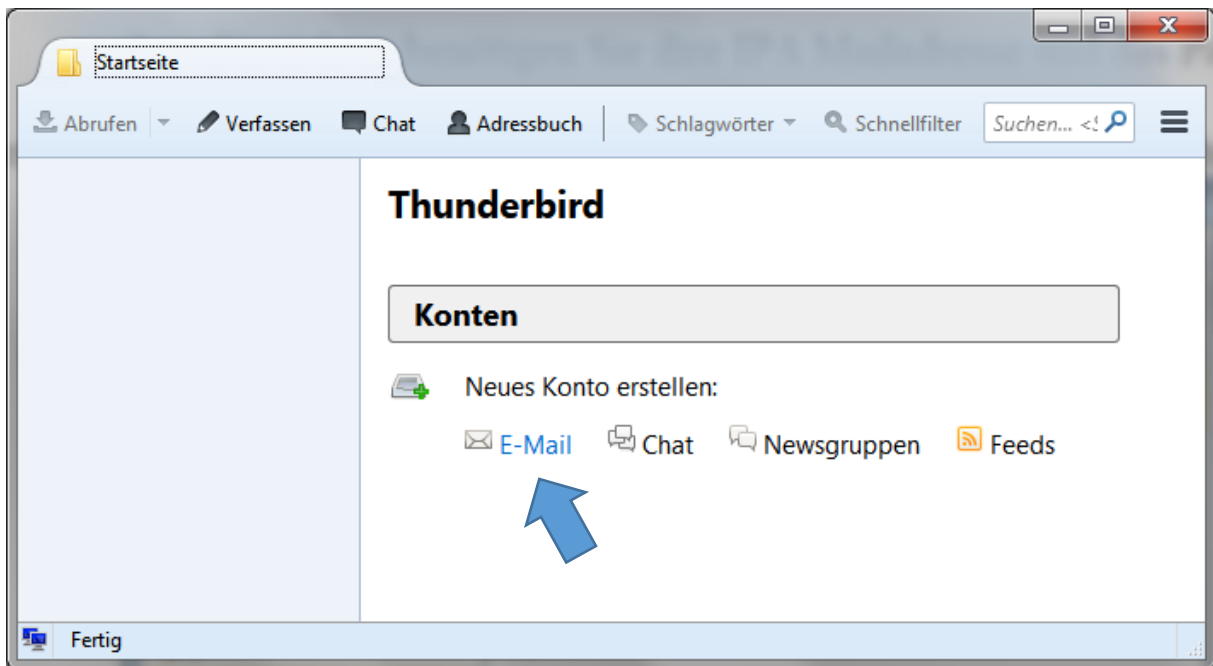 Startseite
Abrufen Verfassen Chat Adressbuch Schlagwörter Schnellfilter Suchen...
Thunderbird
Konten
Neues Konto erstellen:
E-Mail Chat Newsgruppen Feeds
Fertig